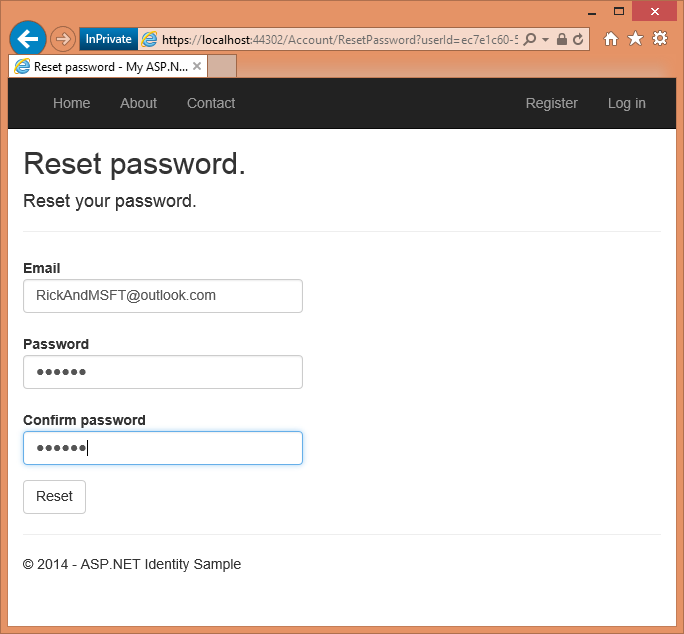 InPrivate https://localhost:44302/Account/ResetPassword?userId=ec7e1c60-5
Reset password - My ASP.N...
Home About Contact Register Log in
Reset password.
Reset your password.
Email
RickAndMSFT@outlook.com
Password
●●●●●●
Confirm password
●●●●●●
Reset
© 2014 - ASP.NET Identity Sample